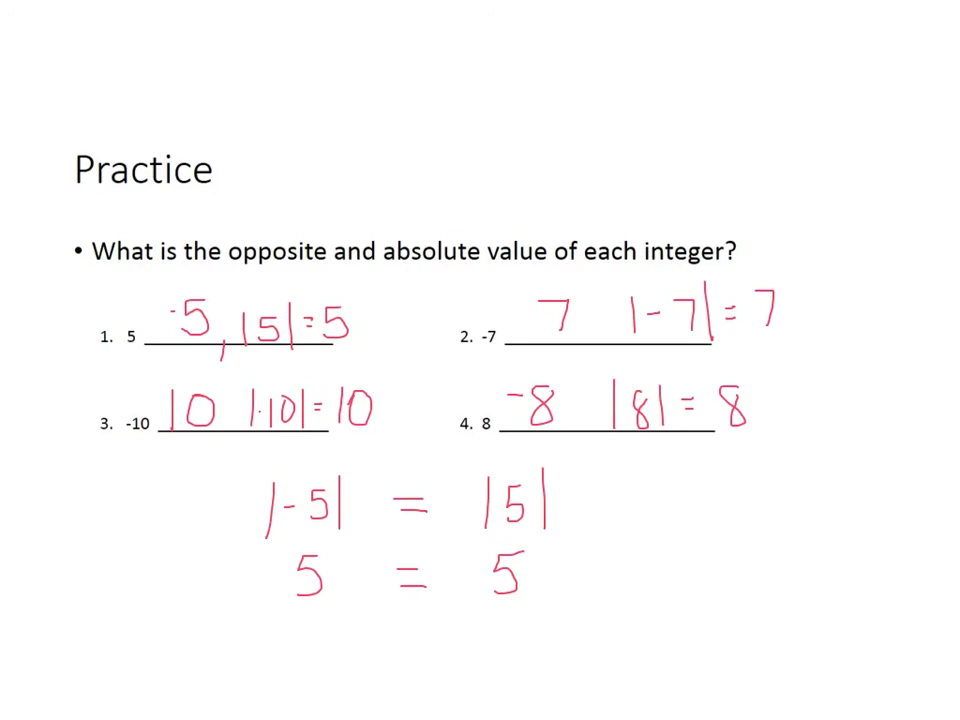 Practice
• What is the opposite and absolute value of each integer?
1. 5 -5, |5|=5
2. -7 7 |-7|=7
3. -10 10 |-10|=10
4. 8 -8 |8|=8
|-5| = |5|
5 = 5